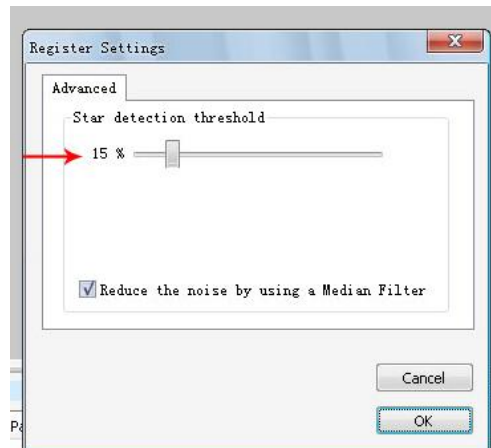 Register Settings
Advanced
Star detection threshold
15 %
Reduce the noise by using a Median Filter
Cancel
OK